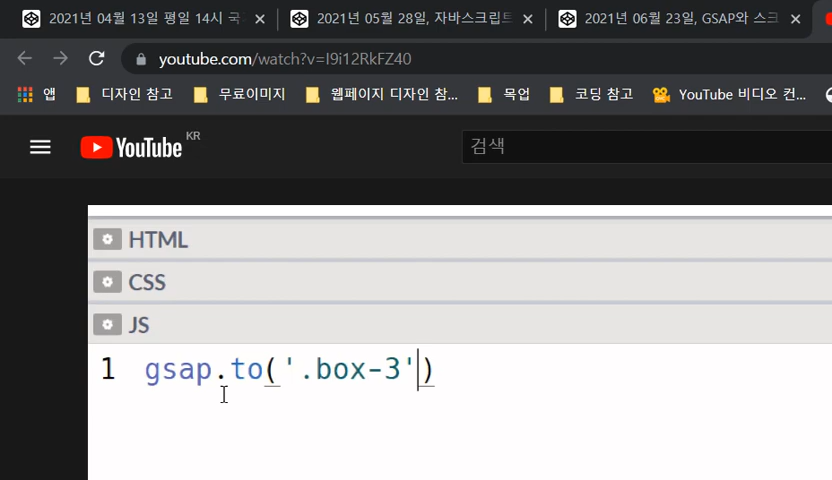 2021년 04월 13일 평일 14시 국
2021년 05월 28일, 자바스크립트
2021년 06월 23일, GSAP와 스크
youtube.com/watch?v=I9i12RkFZ40
앱 디자인 참고 무료이미지 웹페이지 디자인 참... 목업 코딩 참고 YouTube 비디오 컨...
YouTube KR 검색
HTML
CSS
JS
1 gsap.to('.box-3')